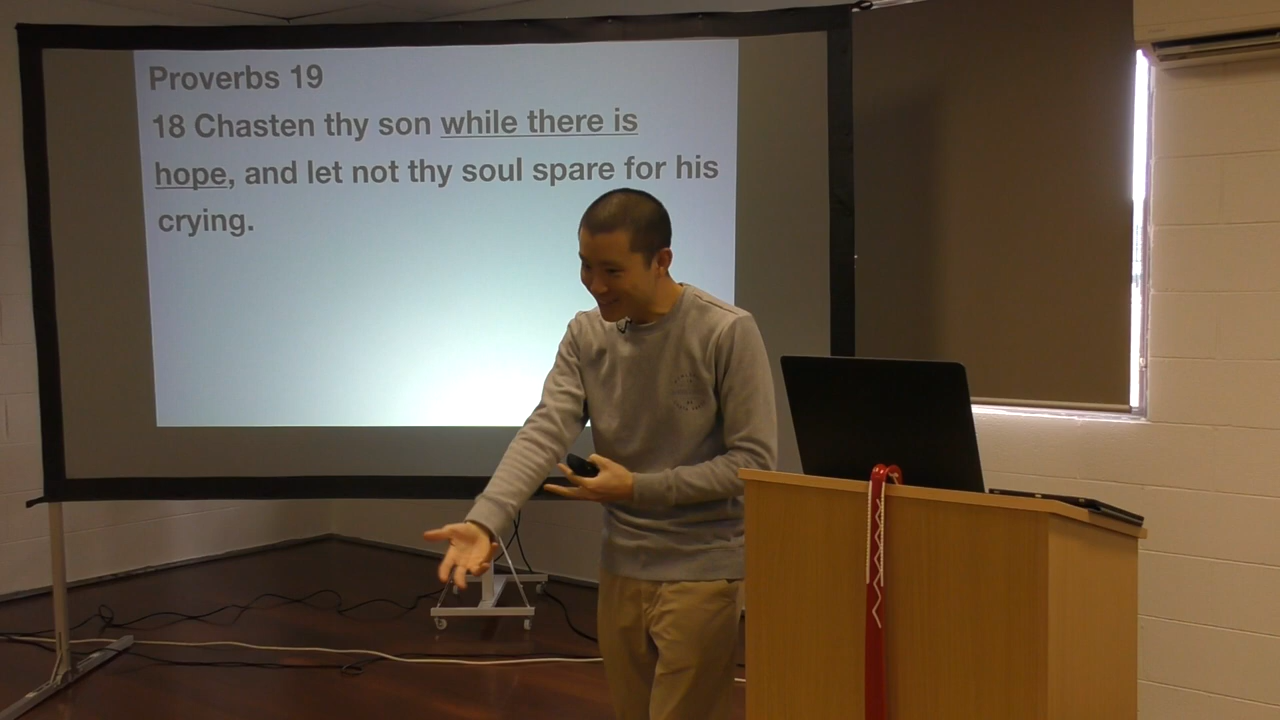 Proverbs 19
18 Chasten thy son while there is
hope, and let not thy soul spare for his
crying.